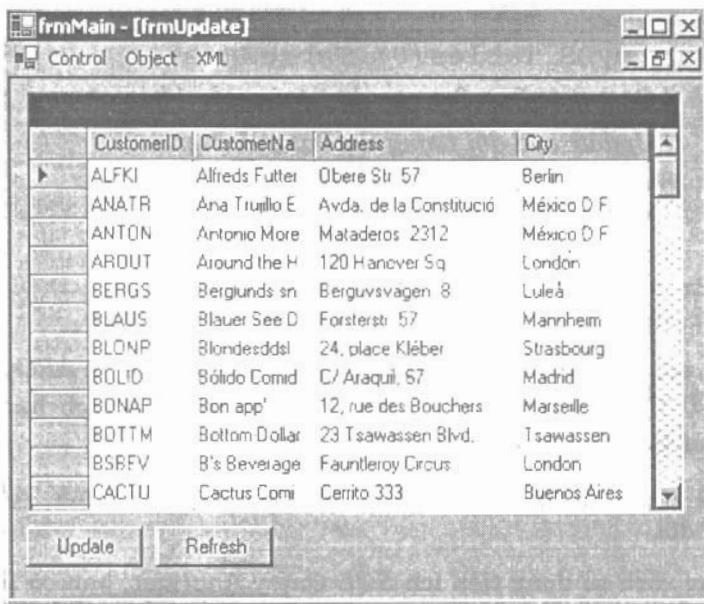 frmMain - [frmUpdate]
Control Object XML
CustomerID CustomerNa Address City
ALFKI Alfreds Futter Obere Str. 57 Berlin
ANATR Ana Trujillo E Avda. de la Constitució México D.F.
ANTON Antonio More Mataderos 2312 México D.F.
AROUT Around the H 120 Hanover Sq London
BERGS Berglunds sn Berguvsvägen 8 Luleå
BLAUS Blauer See D Forsterstr. 57 Mannheim
BLONP Blondesddsl 24, place Kléber Strasbourg
BOLID Bólido Comid C/ Araquil, 67 Madrid
BONAP Bon app' 12, rue des Bouchers Marseille
BOTTM Bottom Dollar 23 Tsawassen Blvd. Tsawassen
BSBEV B's Beverage Fauntleroy Circus London
CACTU Cactus Comi Cerrito 333 Buenos Aires
Update Refresh